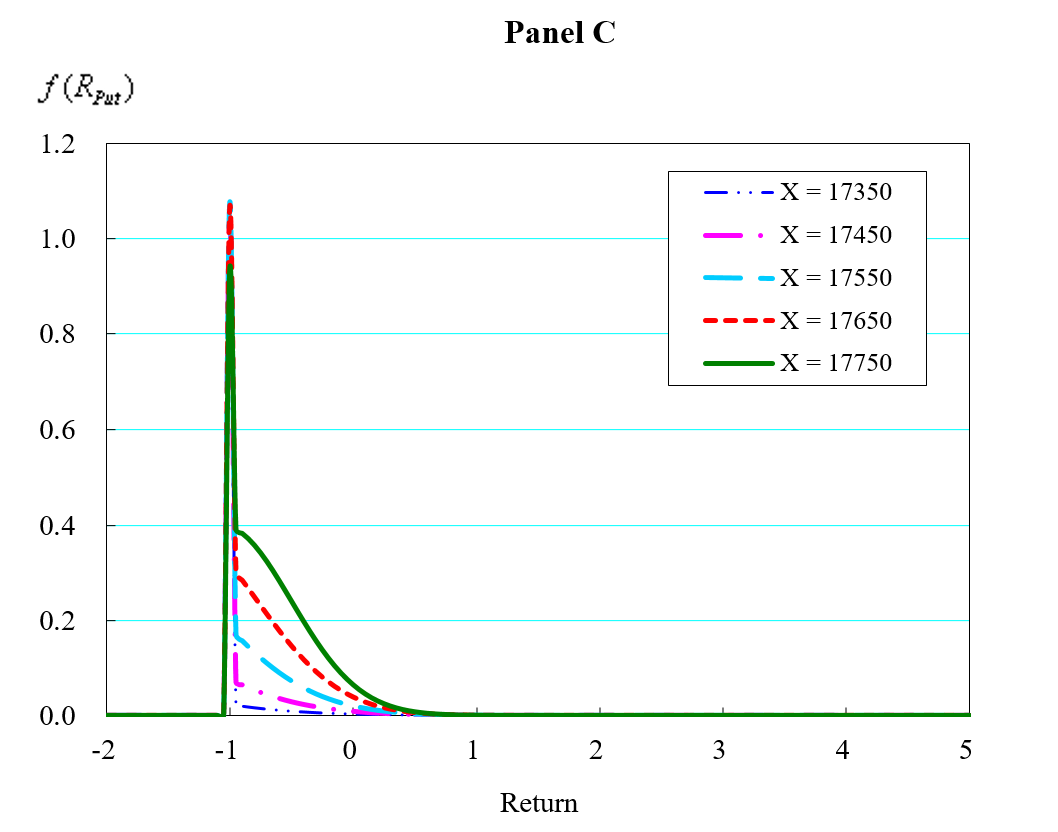 Panel C
f(R_Put)
1.2
1.0
0.8
0.6
0.4
0.2
0.0
X = 17350
X = 17450
X = 17550
X = 17650
X = 17750
-2 -1 0 1 2 3 4 5
Return